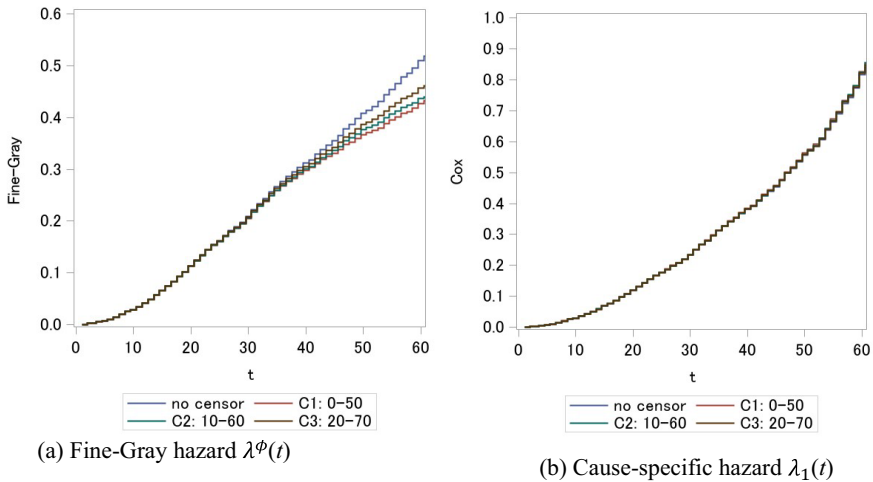 0.6
0.5
0.4
0.3
0.2
0.1
0.0
Fine-Gray
0 10 20 30 40 50 60
t
no censor C1: 0-50
C2: 10-60 C3: 20-70
(a) Fine-Gray hazard λ^ϕ(t)
1.0
0.9
0.8
0.7
0.6
0.5
0.4
0.3
0.2
0.1
0.0
Cox
0 10 20 30 40 50 60
t
no censor C1: 0-50
C2: 10-60 C3: 20-70
(b) Cause-specific hazard λ₁(t)